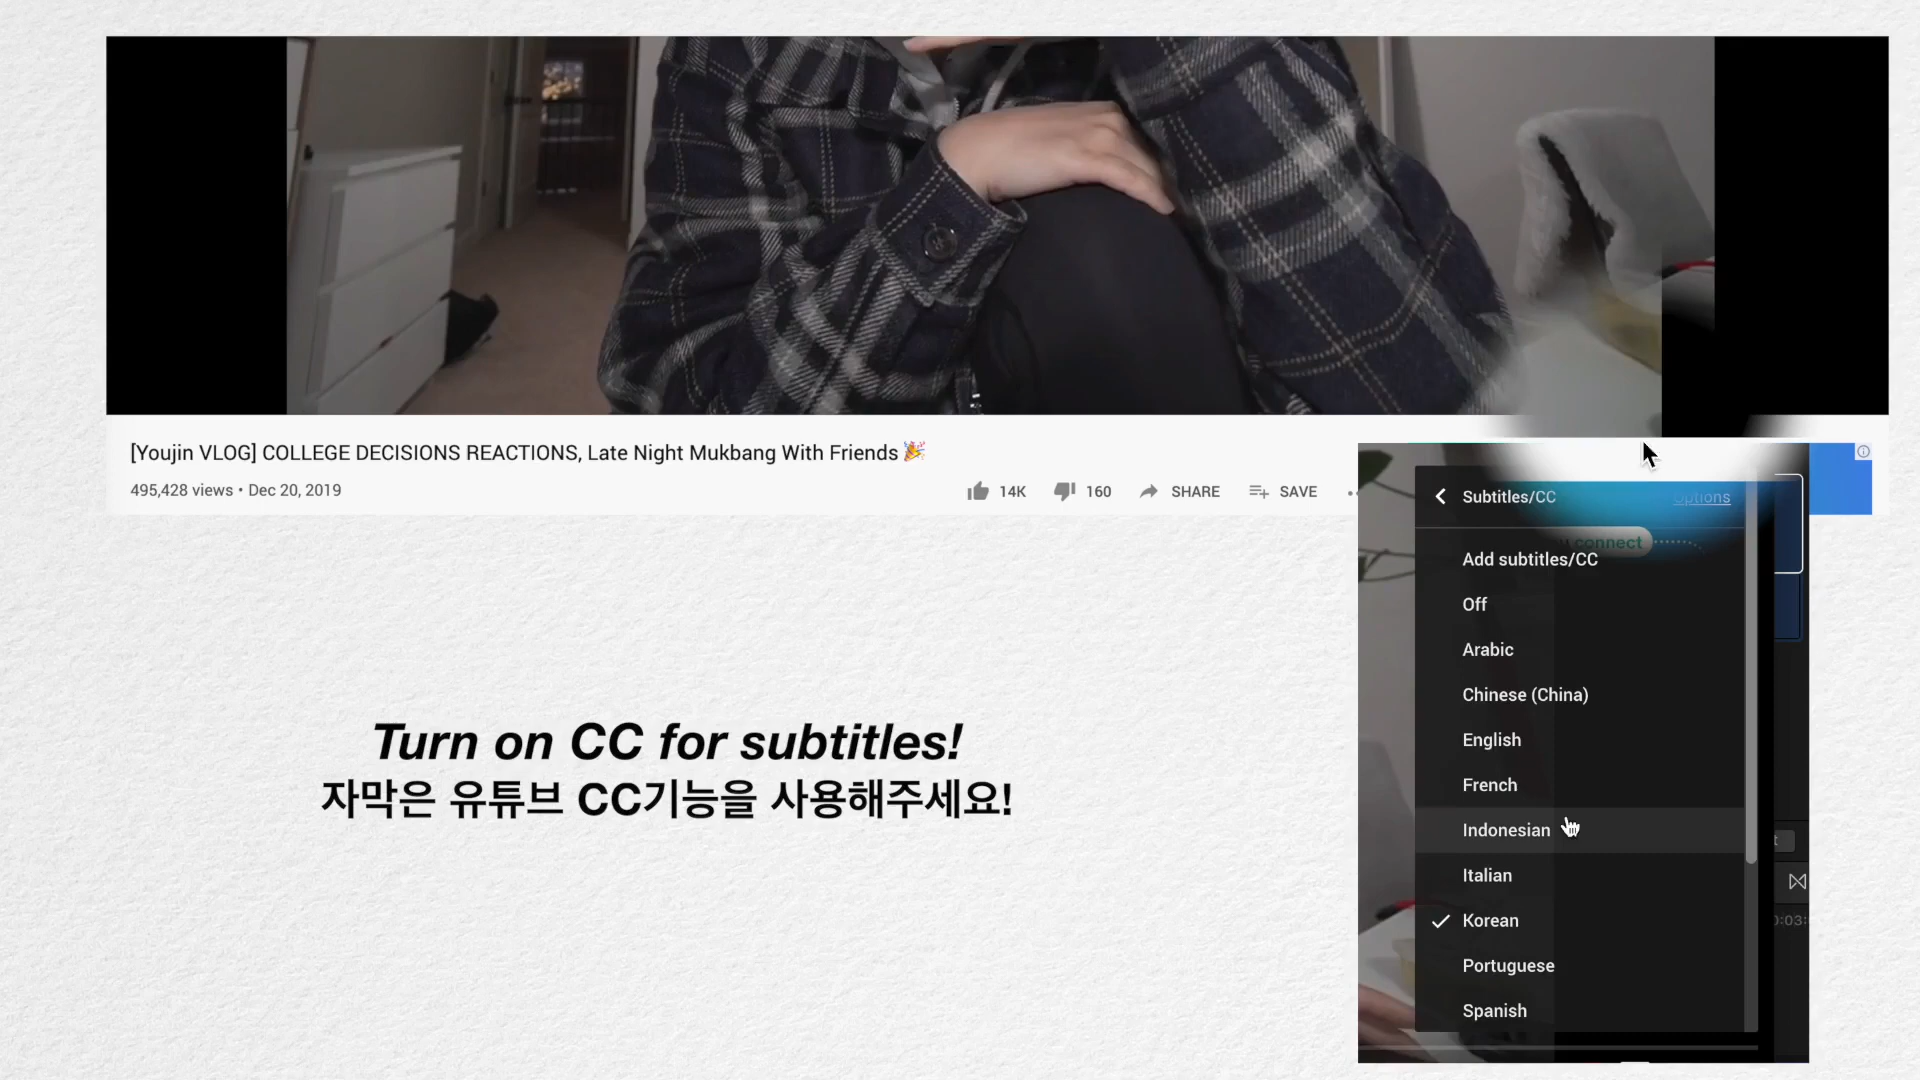 [Youjin VLOG] COLLEGE DECISIONS REACTIONS, Late Night Mukbang With Friends 🎉
495,428 views • Dec 20, 2019
14K 160 SHARE SAVE
Turn on CC for subtitles!
자막은 유튜브 CC기능을 사용해주세요!
Subtitles/CC Options
connect
Add subtitles/CC
Off
Arabic
Chinese (China)
English
French
Indonesian
Italian
Korean
Portuguese
Spanish